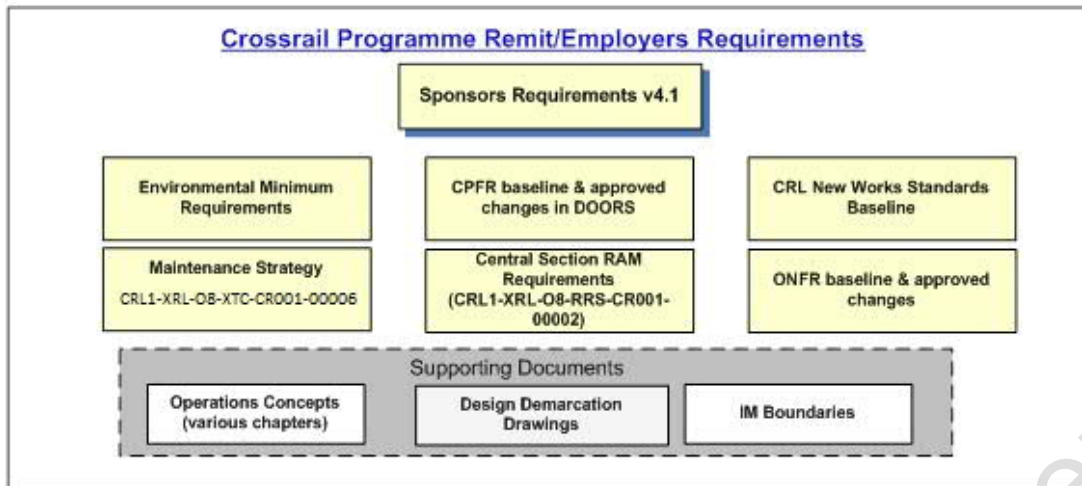 Crossrail Programme Remit/Employers Requirements
Sponsors Requirements v4.1
Environmental Minimum
Requirements
CPFR baseline & approved
changes in DOORS
CRL New Works Standards
Baseline
Maintenance Strategy
CRL1-XRL-O8-XTC-CR001-00006
Central Section RAM
Requirements
(CRL1-XRL-O8-RRS-CR001-
00002)
ONFR baseline & approved
changes
Supporting Documents
Operations Concepts
(various chapters)
Design Demarcation
Drawings
IM Boundaries